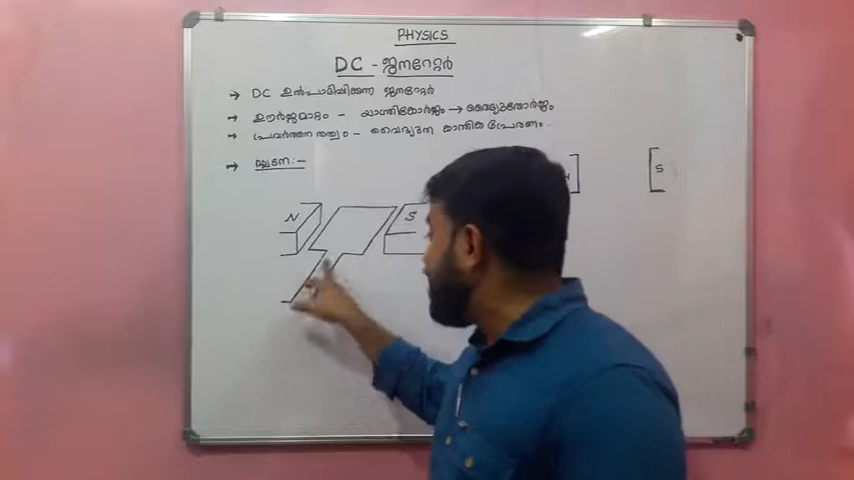 PHYSICS
DC - ജനറേറ്റർ
→ DC ഉൽപാദിപ്പിക്കുന്ന ജനറേറ്റർ
→ ഊർജ്ജമാറ്റം - യാന്ത്രികോർജ്ജം → വൈദ്യുതോർജ്ജം
→ പ്രവർത്തന തത്വം - വൈദ്യുത കാന്തിക പ്രേരണം.
→ ഘടന :-
N S
S